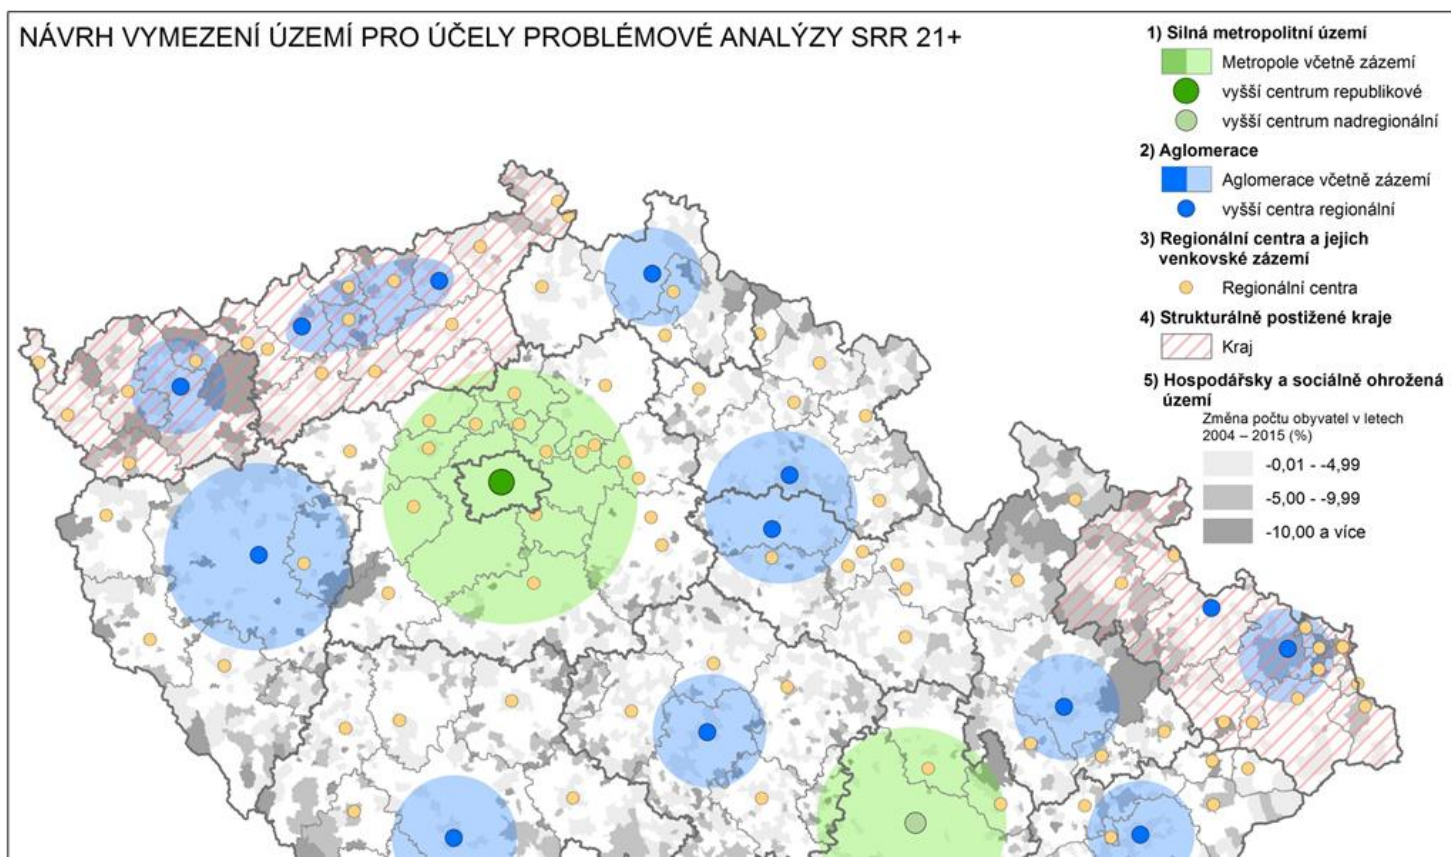 NÁVRH VYMEZENÍ ÚZEMÍ PRO ÚČELY PROBLÉMOVÉ ANALÝZY SRR 21+
1) Silná metropolitní území
Metropole včetně zázemí
vyšší centrum republikové
vyšší centrum nadregionální
2) Aglomerace
Aglomerace včetně zázemí
vyšší centra regionální
3) Regionální centra a jejich
venkovské zázemí
Regionální centra
4) Strukturálně postižené kraje
Kraj
5) Hospodářsky a sociálně ohrožená
území
Změna počtu obyvatel v letech
2004 – 2015 (%)
-0,01 - -4,99
-5,00 - -9,99
-10,00 a více